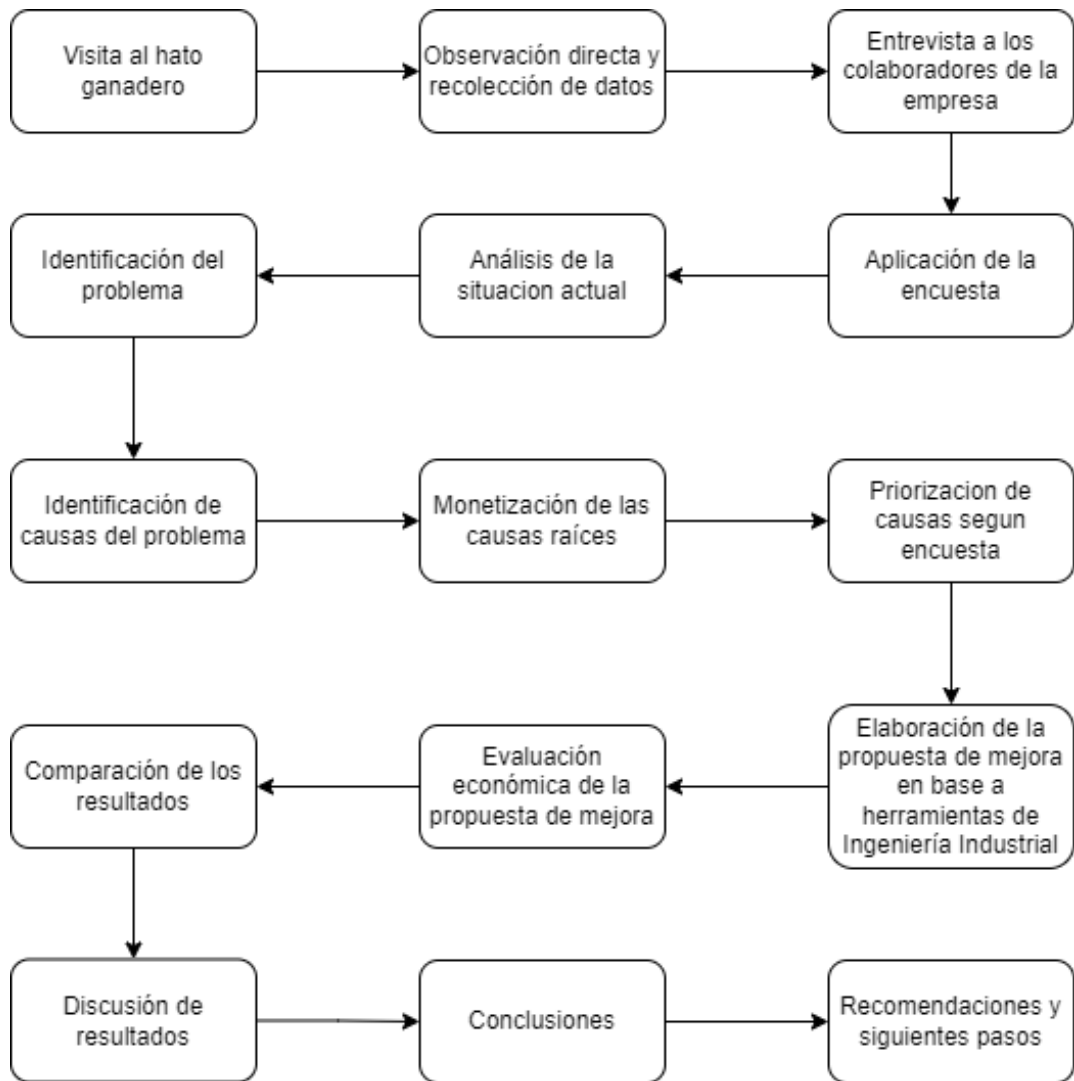 Visita al hato
ganadero
Observación directa y
recolección de datos
Entrevista a los
colaboradores de la
empresa
Aplicación de la
encuesta
Análisis de la
situacion actual
Identificación del
problema
Identificación de
causas del problema
Monetización de las
causas raíces
Priorizacion de
causas segun
encuesta
Elaboración de la
propuesta de mejora
en base a
herramientas de
Ingeniería Industrial
Evaluación
económica de la
propuesta de mejora
Comparación de los
resultados
Discusión de
resultados
Conclusiones
Recomendaciones y
siguientes pasos